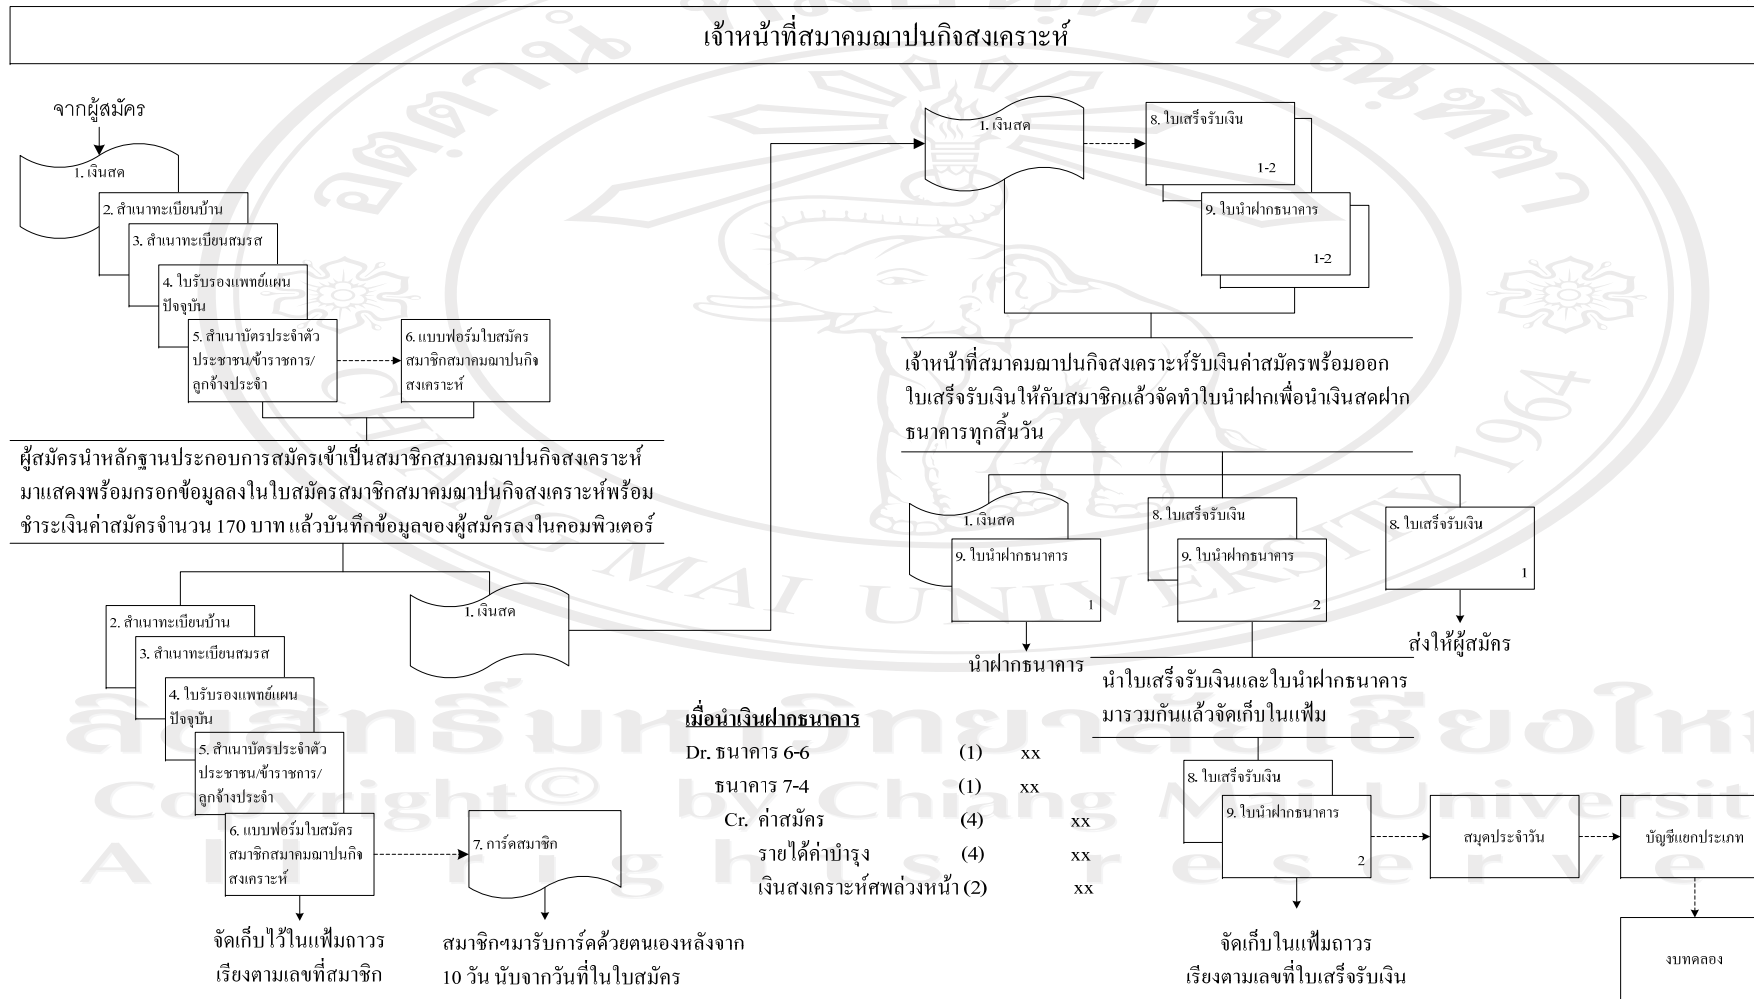 เจ้าหน้าที่สมาคมฌาปนกิจสงเคราะห์
จากผู้สมัคร
1. เงินสด
2. สำเนาทะเบียนบ้าน
3. สำเนาทะเบียนสมรส
4. ใบรับรองแพทย์แผน
ปัจจุบัน
5. สำเนาบัตรประจำตัว
ประชาชน/ข้าราชการ/
ลูกจ้างประจำ
6. แบบฟอร์มใบสมัคร
สมาชิกสมาคมฌาปนกิจ
สงเคราะห์
ผู้สมัครนำหลักฐานประกอบการสมัครเข้าเป็นสมาชิกสมาคมฌาปนกิจสงเคราะห์
มาแสดงพร้อมกรอกข้อมูลลงในใบสมัครสมาชิกสมาคมฌาปนกิจสงเคราะห์พร้อม
ชำระเงินค่าสมัครจำนวน 170 บาท แล้วบันทึกข้อมูลของผู้สมัครลงในคอมพิวเตอร์
2. สำเนาทะเบียนบ้าน
3. สำเนาทะเบียนสมรส
4. ใบรับรองแพทย์แผน
ปัจจุบัน
5. สำเนาบัตรประจำตัว
ประชาชน/ข้าราชการ/
ลูกจ้างประจำ
6. แบบฟอร์มใบสมัคร
สมาชิกสมาคมฌาปนกิจ
สงเคราะห์
1. เงินสด
7. การ์ดสมาชิก
จัดเก็บไว้ในแฟ้มถาวร
เรียงตามเลขที่สมาชิก
สมาชิกฯมารับการ์ดด้วยตนเองหลังจาก
10 วัน นับจากวันที่ในใบสมัคร
1. เงินสด
8. ใบเสร็จรับเงิน
1-2
9. ใบนำฝากธนาคาร
1-2
เจ้าหน้าที่สมาคมฌาปนกิจสงเคราะห์รับเงินค่าสมัครพร้อมออก
ใบเสร็จรับเงินให้กับสมาชิกแล้วจัดทำใบนำฝากเพื่อนำเงินสดฝาก
ธนาคารทุกสิ้นวัน
1. เงินสด
9. ใบนำฝากธนาคาร
1
นำฝากธนาคาร
8. ใบเสร็จรับเงิน
9. ใบนำฝากธนาคาร
2
8. ใบเสร็จรับเงิน
1
ส่งให้ผู้สมัคร
นำใบเสร็จรับเงินและใบนำฝากธนาคาร
มารวมกันแล้วจัดเก็บในแฟ้ม
เมื่อนำเงินฝากธนาคาร
Dr. ธนาคาร 6-6 (1) xx
ธนาคาร 7-4 (1) xx
Cr. ค่าสมัคร (4) xx
รายได้ค่าบำรุง (4) xx
เงินสงเคราะห์ศพล่วงหน้า (2) xx
8. ใบเสร็จรับเงิน
9. ใบนำฝากธนาคาร
2
สมุดประจำวัน
บัญชีแยกประเภท
งบทดลอง
จัดเก็บในแฟ้มถาวร
เรียงตามเลขที่ใบเสร็จรับเงิน
CHIANG MAI UNIVERSITY 1964
ลิขสิทธิ์มหาวิทยาลัยเชียงใหม
Copyright© by Chiang Mai Universit
All rights reserve